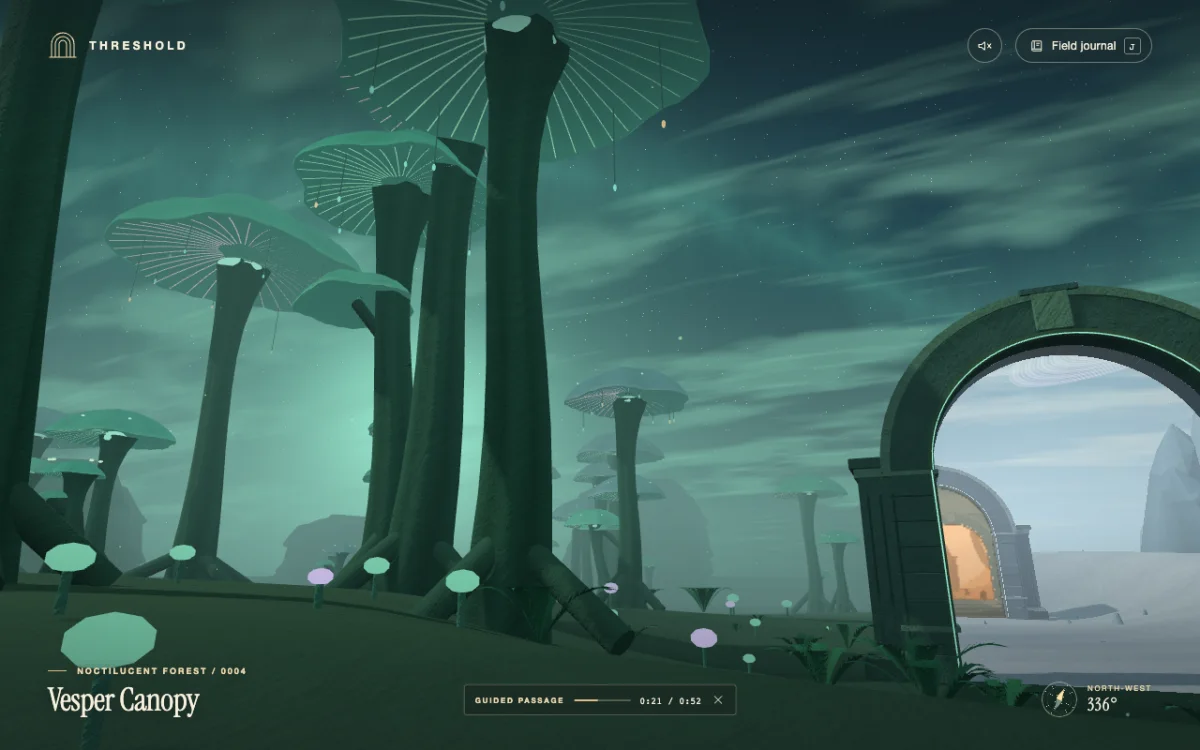 THRESHOLD
Field journal J
NOCTILUCENT FOREST / 0004
Vesper Canopy
GUIDED PASSAGE 0:21 / 0:52
NORTH-WEST
336°